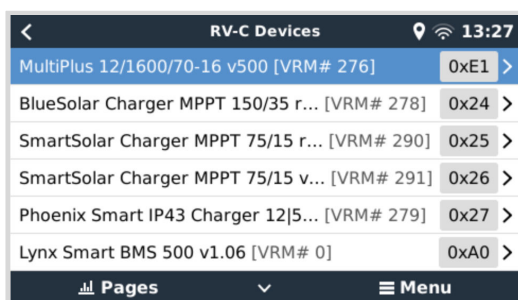 RV-C Devices 13:27
MultiPlus 12/1600/70-16 v500 [VRM# 276] 0xE1
BlueSolar Charger MPPT 150/35 r... [VRM# 278] 0x24
SmartSolar Charger MPPT 75/15 r... [VRM# 290] 0x25
SmartSolar Charger MPPT 75/15 v... [VRM# 291] 0x26
Phoenix Smart IP43 Charger 12|5... [VRM# 279] 0x27
Lynx Smart BMS 500 v1.06 [VRM# 0] 0xA0
Pages Menu